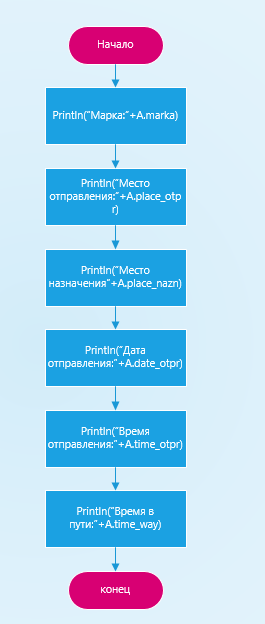 Начало
Println("Марка:"+A.marka)
Println("Место
отправления:"+A.place_otp
r)
Println("Место
назначения"+A.place_nazn)
Println("Дата
отправления:"+A.date_otpr)
Println("Время
отправления:"+A.time_otpr)
Println("Время в
пути:"+A.time_way)
конец